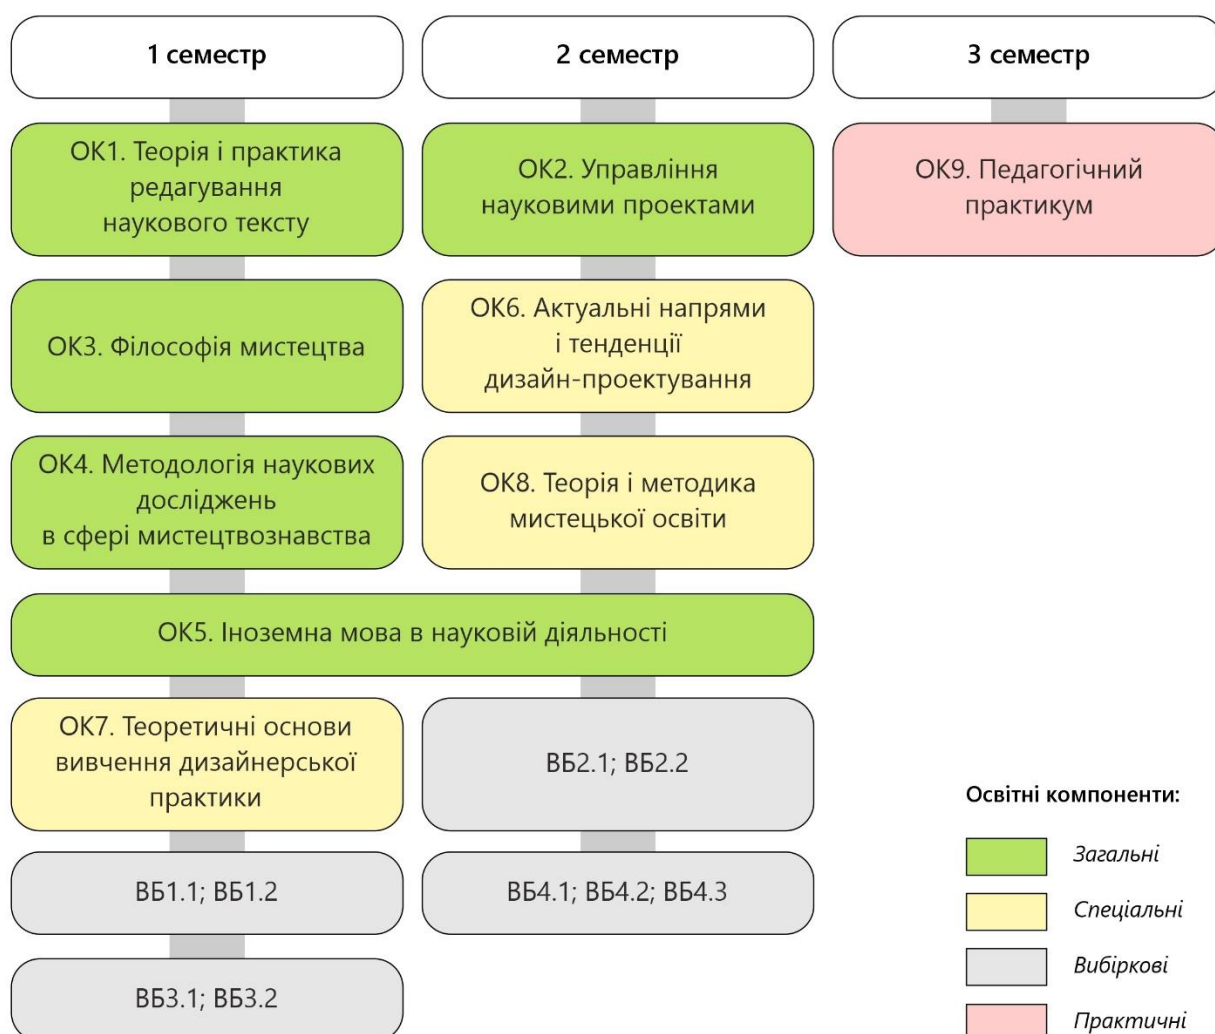 1 семестр
2 семестр
3 семестр
ОК1. Теорія і практика
редагування
наукового тексту
ОК2. Управління
науковими проектами
ОК9. Педагогічний
практикум
ОК3. Філософія мистецтва
ОК6. Актуальні напрями
і тенденції
дизайн-проектування
ОК4. Методологія наукових
досліджень
в сфері мистецтвознавства
ОК8. Теорія і методика
мистецької освіти
ОК5. Іноземна мова в науковій діяльності
ОК7. Теоретичні основи
вивчення дизайнерської
практики
ВБ2.1; ВБ2.2
ВБ1.1; ВБ1.2
ВБ4.1; ВБ4.2; ВБ4.3
ВБ3.1; ВБ3.2
Освітні компоненти:
Загальні
Спеціальні
Вибіркові
Практичні